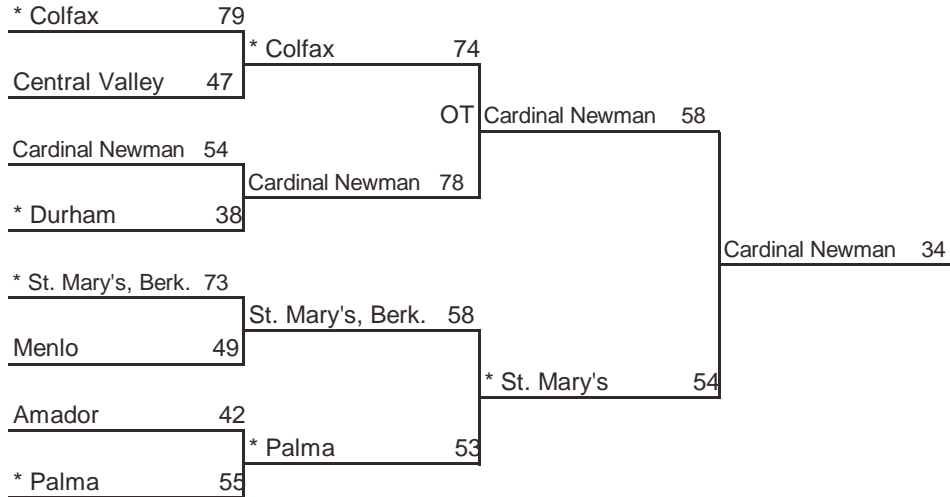 * Colfax 79
* Colfax 74
Central Valley 47
OT Cardinal Newman 58
Cardinal Newman 54
Cardinal Newman 78
* Durham 38
Cardinal Newman 34
* St. Mary's, Berk. 73
St. Mary's, Berk. 58
Menlo 49
* St. Mary's 54
Amador 42
* Palma 53
* Palma 55